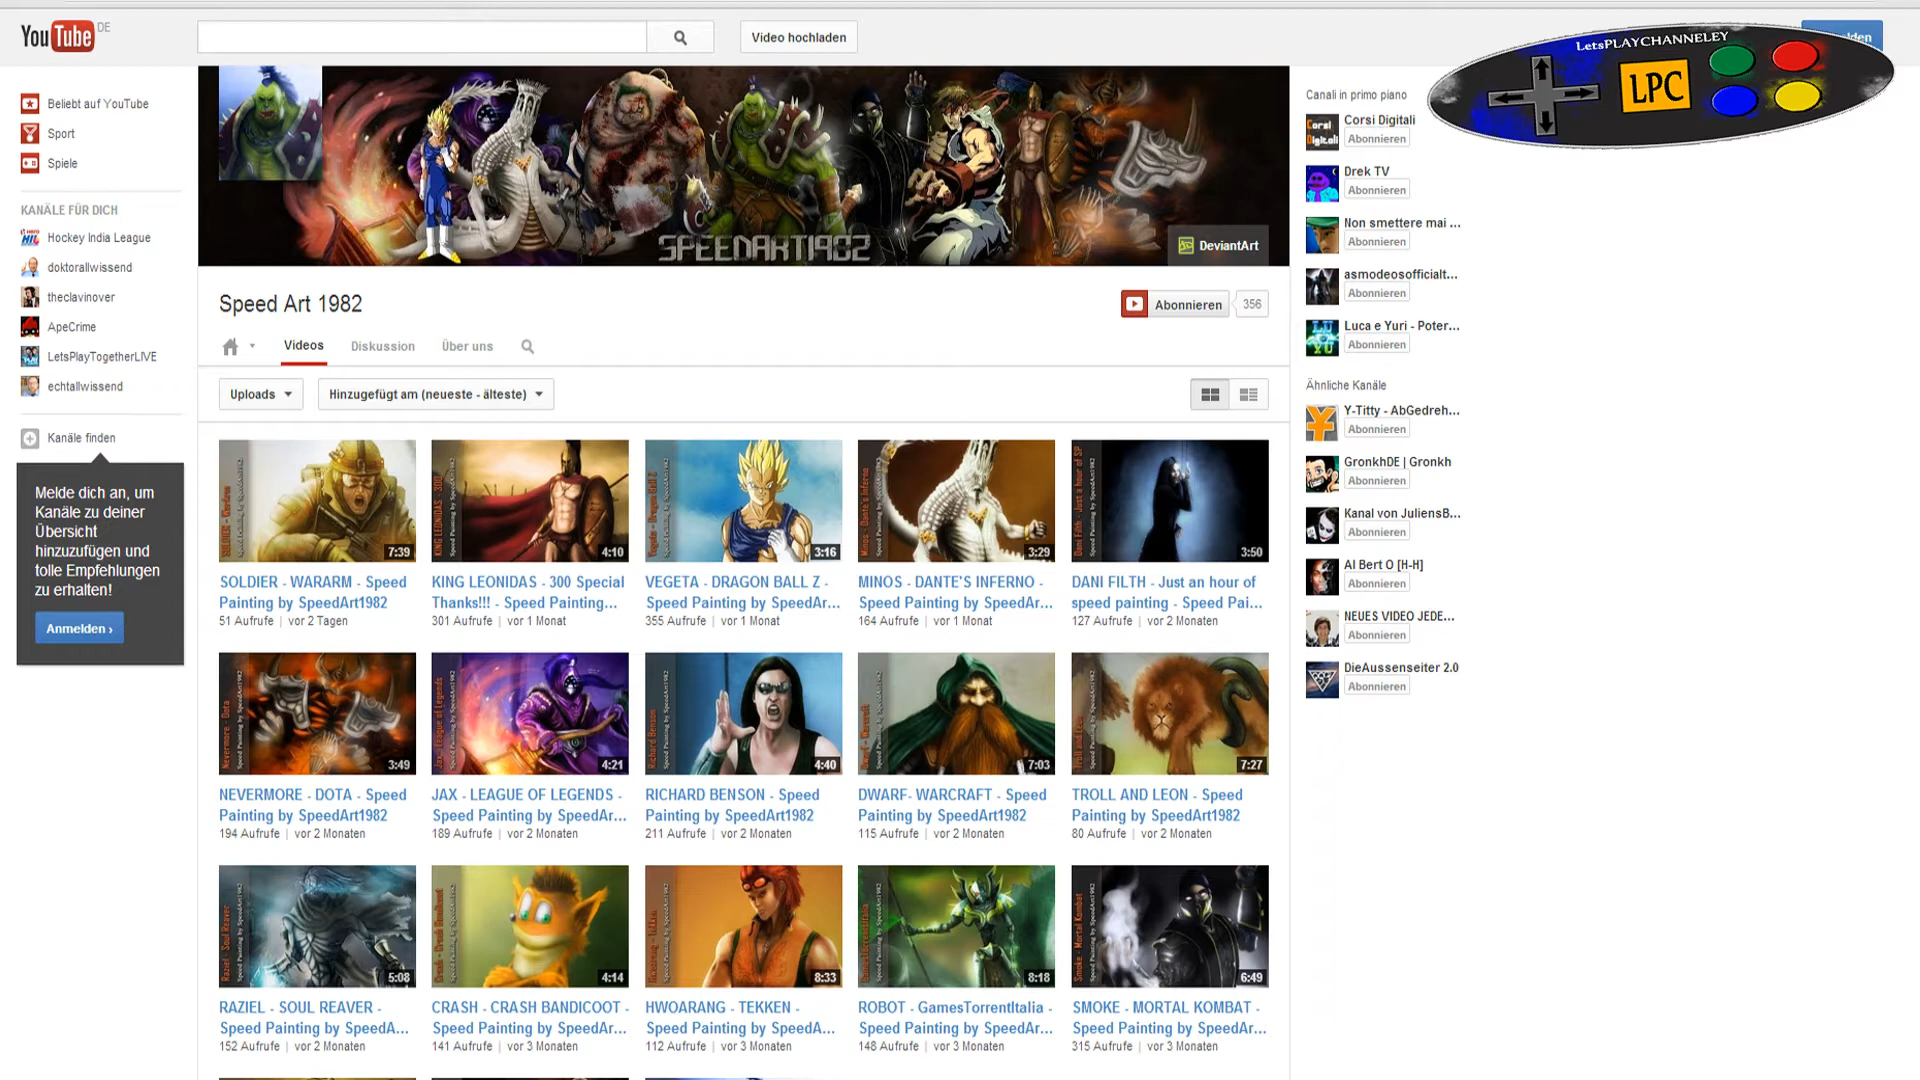 YouTube DE
Video hochladen
LetsPLAYCHANNELEY
LPC
Beliebt auf YouTube
Sport
Spiele
KANÄLE FÜR DICH
Hockey India League
doktorallwissend
theclavinover
ApeCrime
LetsPlayTogetherLIVE
echtallwissend
Kanäle finden
Melde dich an, um
Kanäle zu deiner
Übersicht
hinzuzufügen und
tolle Empfehlungen
zu erhalten!
Anmelden ›
SPEEDART1982
DeviantArt
Speed Art 1982
Abonnieren 356
Videos Diskussion Über uns
Uploads Hinzugefügt am (neueste - älteste)
7:39
4:10
3:16
3:29
3:50
SOLDIER - WARARM - Speed
Painting by SpeedArt1982
51 Aufrufe | vor 2 Tagen
KING LEONIDAS - 300 Special
Thanks!!! - Speed Painting...
301 Aufrufe | vor 1 Monat
VEGETA - DRAGON BALL Z -
Speed Painting by SpeedAr...
355 Aufrufe | vor 1 Monat
MINOS - DANTE'S INFERNO -
Speed Painting by SpeedAr...
164 Aufrufe | vor 1 Monat
DANI FILTH - Just an hour of
speed painting - Speed Pai...
127 Aufrufe | vor 2 Monaten
3:49
4:21
4:40
7:03
7:27
NEVERMORE - DOTA - Speed
Painting by SpeedArt1982
194 Aufrufe | vor 2 Monaten
JAX - LEAGUE OF LEGENDS -
Speed Painting by SpeedAr...
189 Aufrufe | vor 2 Monaten
RICHARD BENSON - Speed
Painting by SpeedArt1982
211 Aufrufe | vor 2 Monaten
DWARF- WARCRAFT - Speed
Painting by SpeedArt1982
115 Aufrufe | vor 2 Monaten
TROLL AND LEON - Speed
Painting by SpeedArt1982
80 Aufrufe | vor 2 Monaten
5:08
4:14
8:33
8:18
6:49
RAZIEL - SOUL REAVER -
Speed Painting by SpeedA...
152 Aufrufe | vor 2 Monaten
CRASH - CRASH BANDICOOT -
Speed Painting by SpeedAr...
141 Aufrufe | vor 3 Monaten
HWOARANG - TEKKEN -
Speed Painting by SpeedA...
112 Aufrufe | vor 3 Monaten
ROBOT - GamesTorrentItalia -
Speed Painting by SpeedAr...
148 Aufrufe | vor 3 Monaten
SMOKE - MORTAL KOMBAT -
Speed Painting by SpeedAr...
315 Aufrufe | vor 3 Monaten
Canali in primo piano
Corsi Digitali
Abonnieren
Drek TV
Abonnieren
Non smettere mai ...
Abonnieren
asmodeosofficialt...
Abonnieren
Luca e Yuri - Poter...
Abonnieren
Ähnliche Kanäle
Y-Titty - AbGedreh...
Abonnieren
GronkhDE | Gronkh
Abonnieren
Kanal von JuliensB...
Abonnieren
Al Bert O [H-H]
Abonnieren
NEUES VIDEO JEDE...
Abonnieren
DieAussenseiter 2.0
Abonnieren